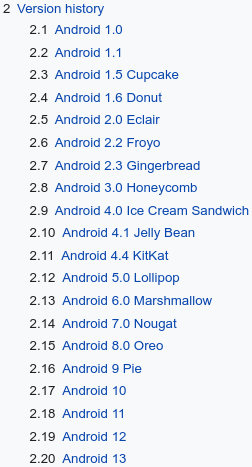 2 Version history
2.1 Android 1.0
2.2 Android 1.1
2.3 Android 1.5 Cupcake
2.4 Android 1.6 Donut
2.5 Android 2.0 Eclair
2.6 Android 2.2 Froyo
2.7 Android 2.3 Gingerbread
2.8 Android 3.0 Honeycomb
2.9 Android 4.0 Ice Cream Sandwich
2.10 Android 4.1 Jelly Bean
2.11 Android 4.4 KitKat
2.12 Android 5.0 Lollipop
2.13 Android 6.0 Marshmallow
2.14 Android 7.0 Nougat
2.15 Android 8.0 Oreo
2.16 Android 9 Pie
2.17 Android 10
2.18 Android 11
2.19 Android 12
2.20 Android 13